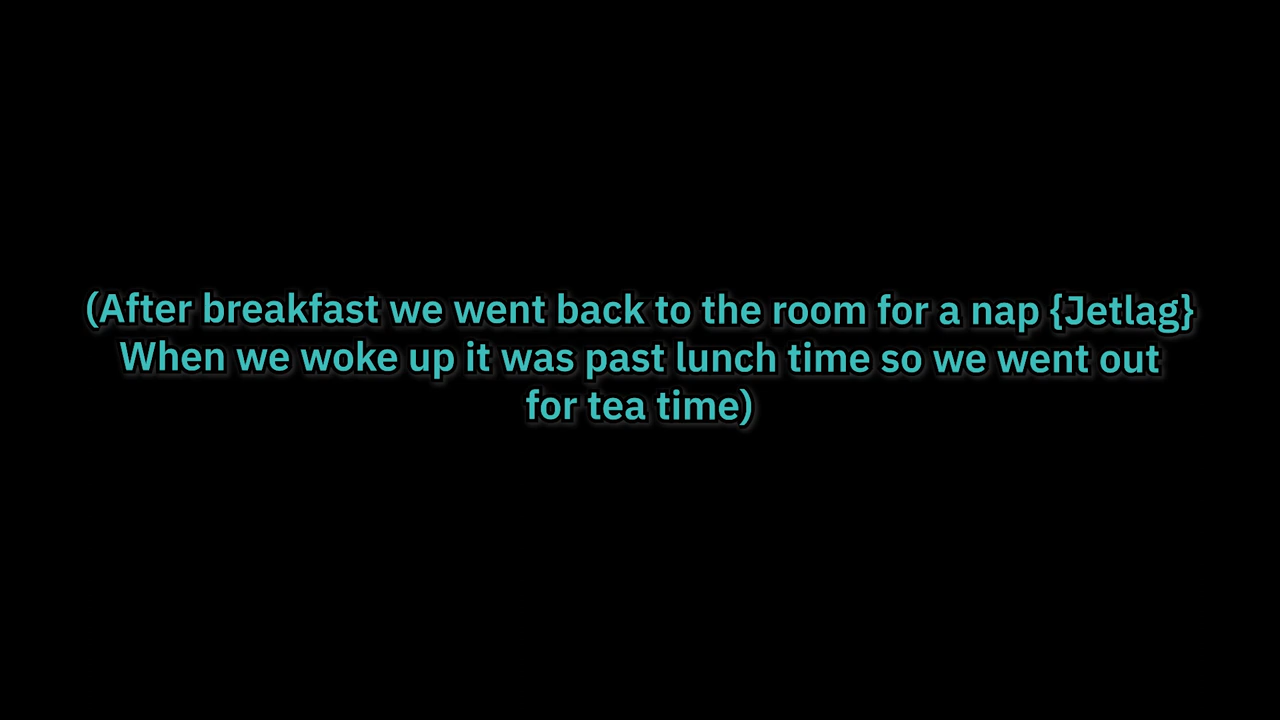 (After breakfast we went back to the room for a nap {Jetlag}
When we woke up it was past lunch time so we went out
for tea time)